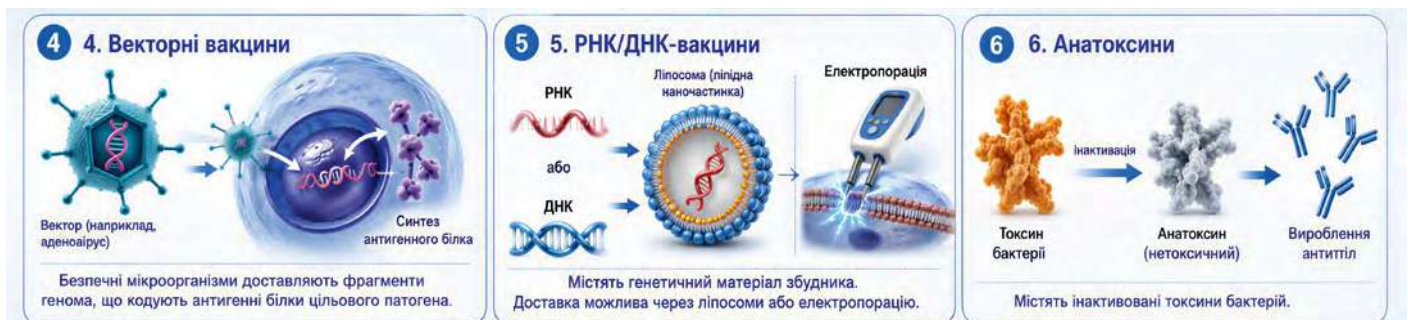 4 4. Векторні вакцини
Вектор (наприклад,
аденоаірус)
Синтез
антигенного білка
Безпечні мікроорганізми доставляють фрагменти
генома, що кодують антигенні білки цільового патогена.
5 5. РНК/ДНК-вакцини
РНК
або
ДНК
Ліпосома (ліпідна
наночастинка)
Електропорація
Містять генетичний матеріал збудника.
Доставка можлива через ліпосоми або електропорацію.
6 6. Анатоксини
Токсин
бактерії
інактивація
Анатоксин
(нетоксичний)
Вироблення
антиттіл
Містять інактивовані токсини бактерій.